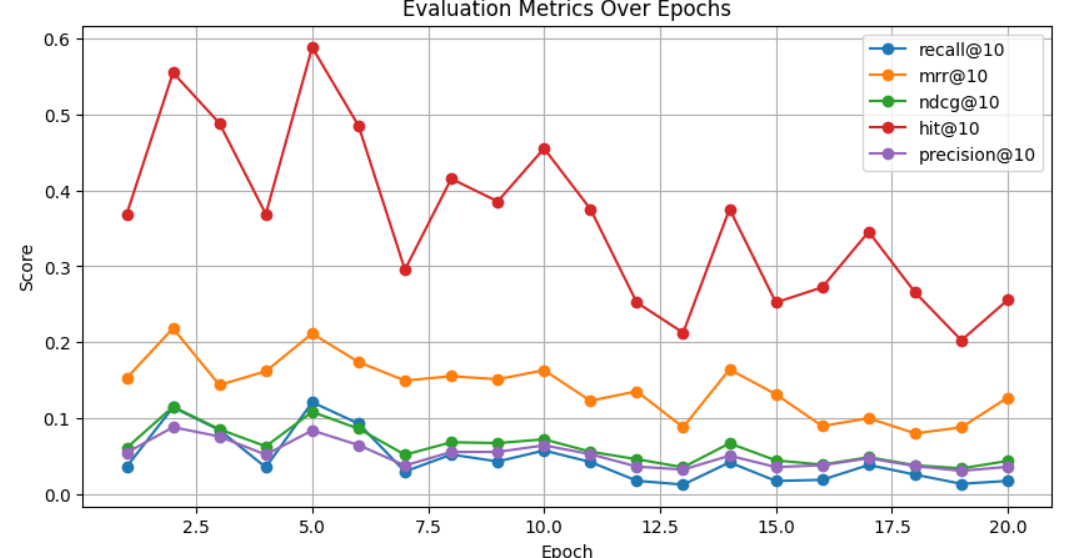 Evaluation Metrics Over Epochs
0.6
0.5
0.4
0.3
0.2
0.1
0.0
Score
recall@10
mrr@10
ndcg@10
hit@10
precision@10
2.5 5.0 7.5 10.0 12.5 15.0 17.5 20.0
Epoch